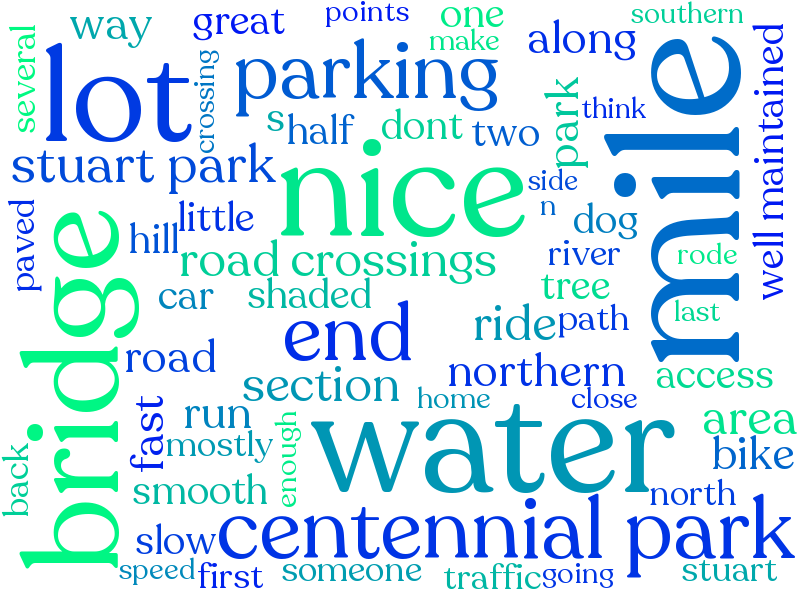 way
great
points
one
southern
several
lot
crossing
parking
make
along
mile
well maintained
s
half
dont
two
park
think
stuart park
nice
side
n
dog
paved
bridge
hill
little
road crossings
river
rode
car
shaded
tree
last
road
end
ride
path
section
northern
access
home
close
fast
run
water
area
back
mostly
enough
bike
smooth
north
slow
centennial park
speed
first
someone
traffic
going
stuart